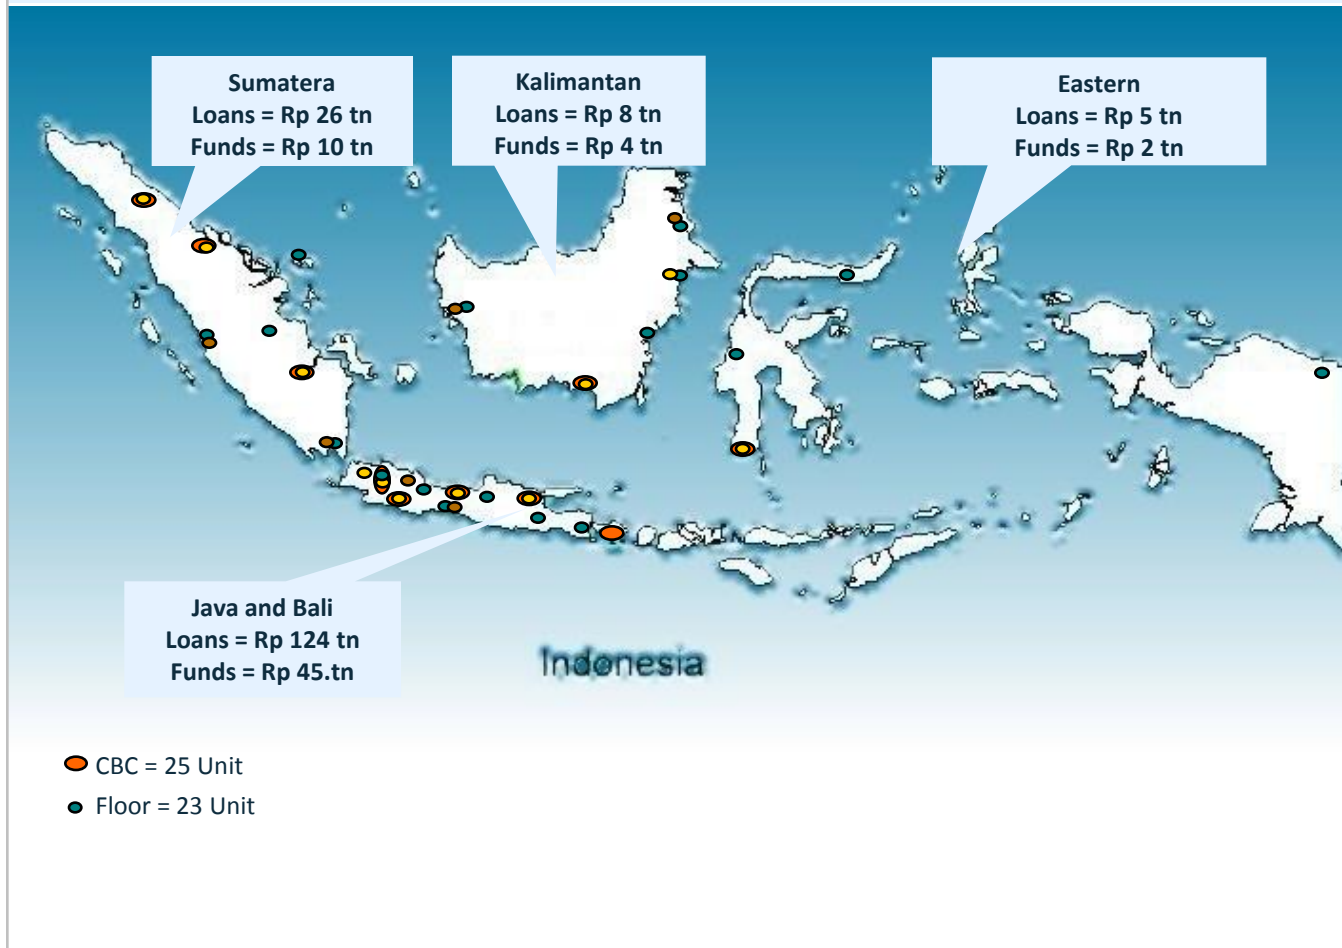 Sumatera
Loans = Rp 26 tn
Funds = Rp 10 tn
Kalimantan
Loans = Rp 8 tn
Funds = Rp 4 tn
Eastern
Loans = Rp 5 tn
Funds = Rp 2 tn
Java and Bali
Loans = Rp 124 tn
Funds = Rp 45.tn
Indonesia
CBC = 25 Unit
Floor = 23 Unit